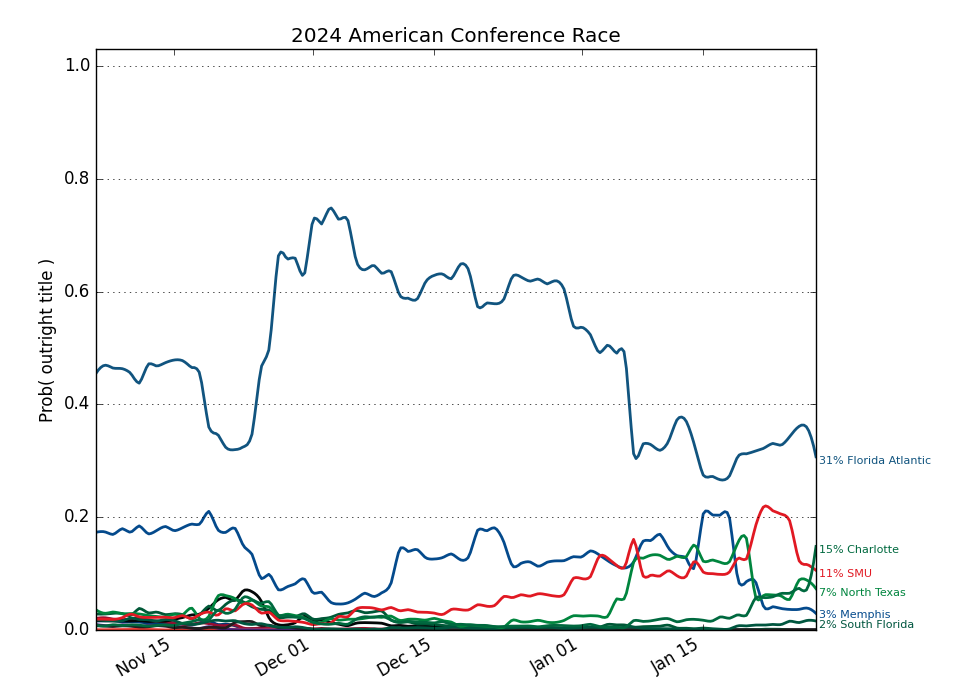 2024 American Conference Race
Prob( outright title )
1.0
0.8
0.6
0.4
0.2
0.0
31% Florida Atlantic
15% Charlotte
11% SMU
7% North Texas
3% Memphis
2% South Florida
Nov 15
Dec 01
Dec 15
Jan 01
Jan 15